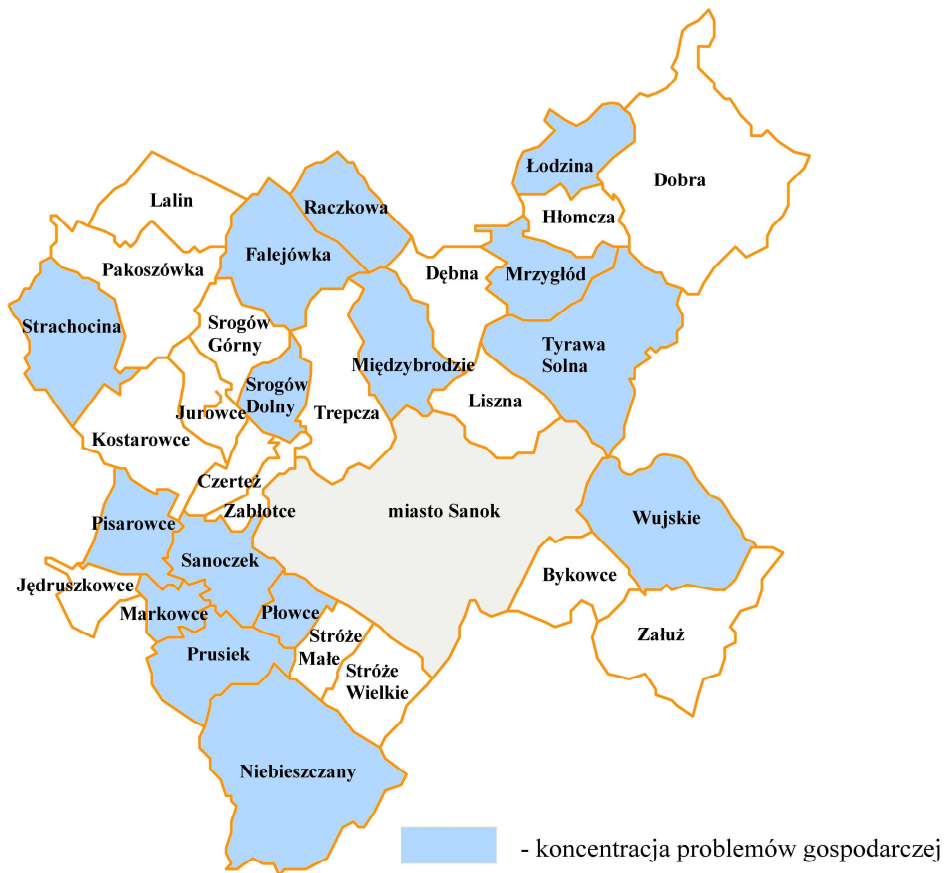 Łodzina
Dobra
Lalin
Raczkowa
Hłomcza
Falejówka
Pakoszówka
Dębna
Mrzygłód
Strachocina
Srogów
Górny
Tyrawa
Solna
Międzybrodzie
Srogów
Dolny
Liszna
Jurowce
Trepcza
Kostarowce
Czerteż
Zabłotce
miasto Sanok
Wujskie
Pisarowce
Sanoczek
Bykowce
Jędruszkowce
Markowce
Płowce
Stróże
Małe
Załuż
Prusiek
Stróże
Wielkie
Niebieszczany
- koncentracja problemów gospodarczej